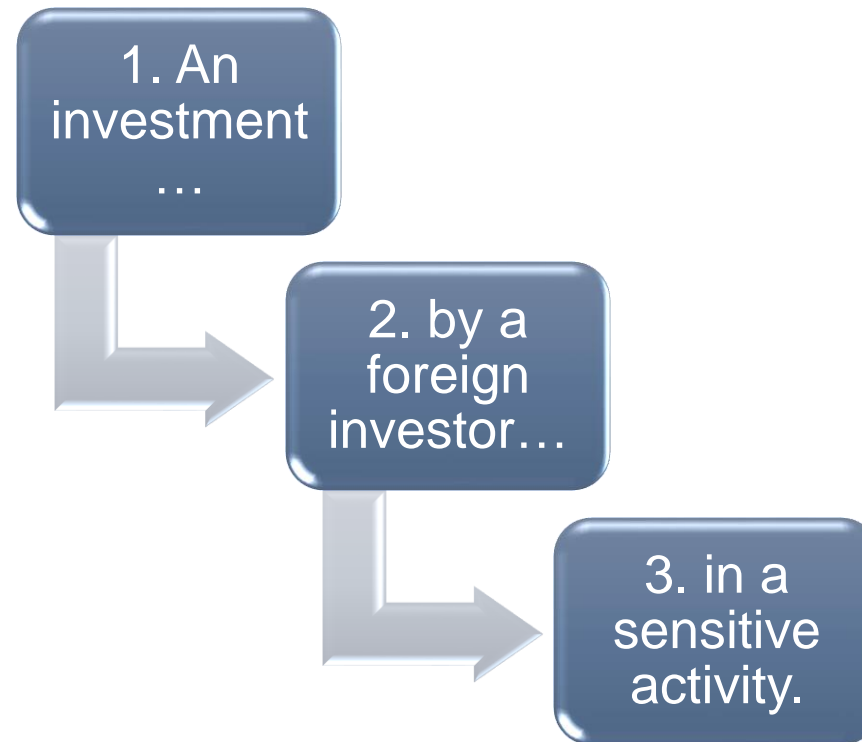 1. An
investment
…
2. by a
foreign
investor…
3. in a
sensitive
activity.